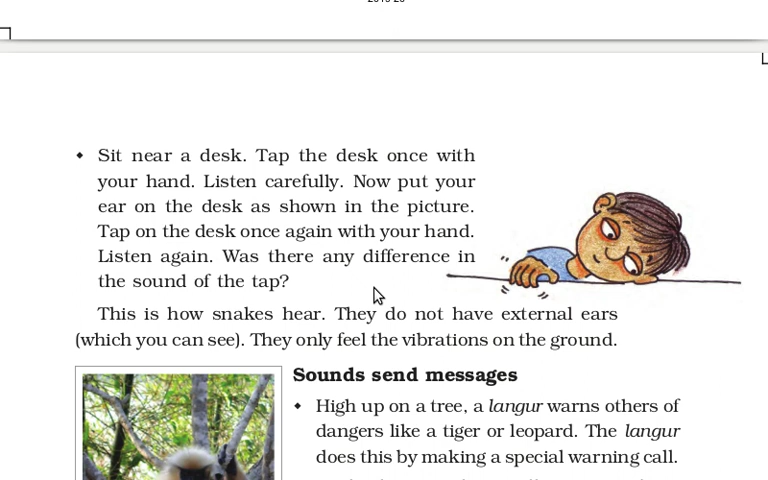 ◆ Sit near a desk. Tap the desk once with
your hand. Listen carefully. Now put your
ear on the desk as shown in the picture.
Tap on the desk once again with your hand.
Listen again. Was there any difference in
the sound of the tap?
This is how snakes hear. They do not have external ears
(which you can see). They only feel the vibrations on the ground.
Sounds send messages
◆ High up on a tree, a langur warns others of
dangers like a tiger or leopard. The langur
does this by making a special warning call.